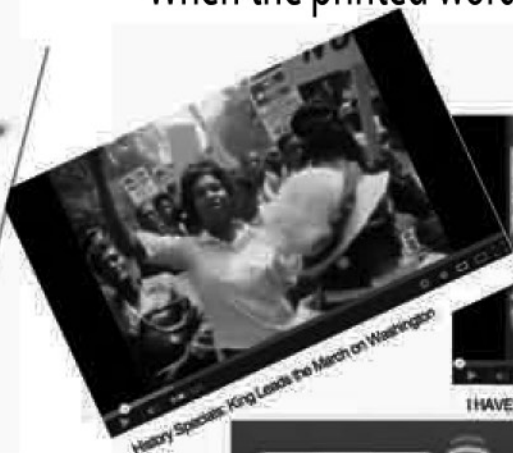 When the printed word
History Specials: King Leads the March on Washington
I HAVE